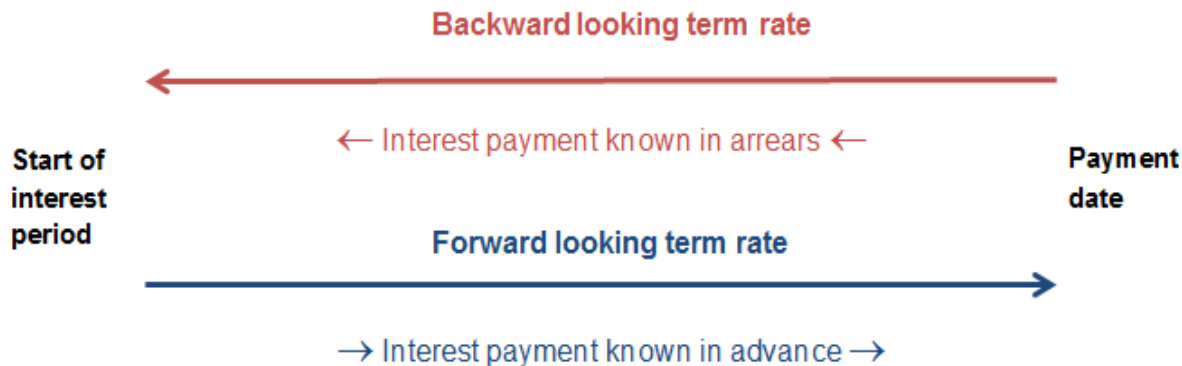 Backward looking term rate
← Interest payment known in arrears ←
Start of
interest
period
Payment
date
Forward looking term rate
→ Interest payment known in advance →